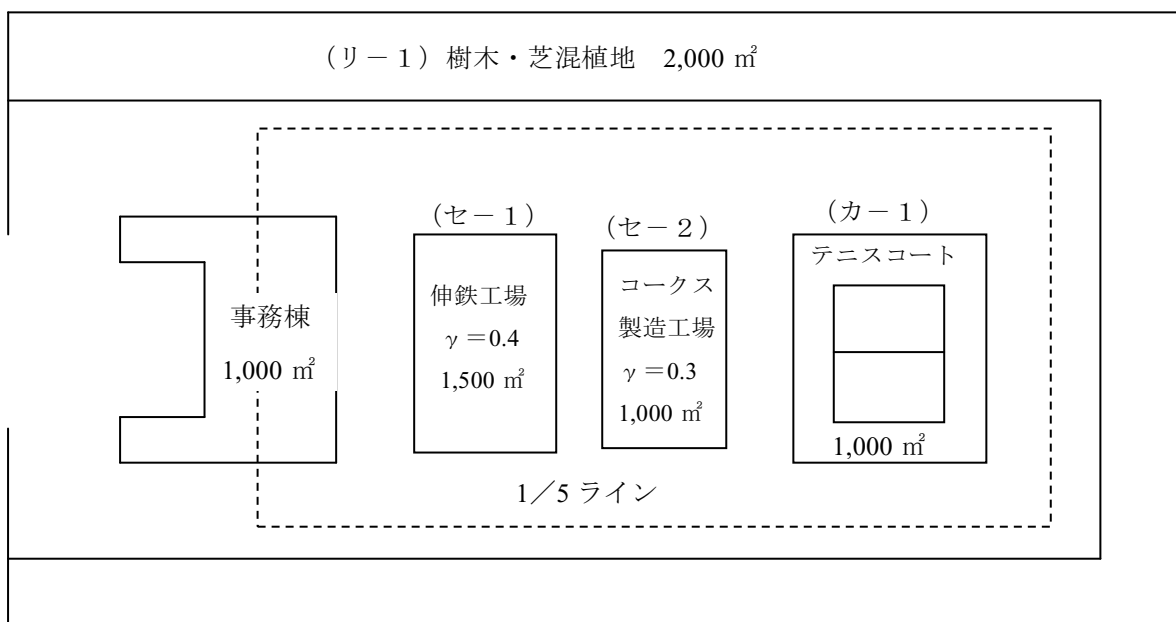 (リ-1)樹木・芝混植地 2,000 ㎡
(セ-1)
(セ-2)
(カ-1)
事務棟
1,000 ㎡
伸鉄工場
γ=0.4
1,500 ㎡
コークス
製造工場
γ=0.3
1,000 ㎡
テニスコート
1,000 ㎡
1/5 ライン